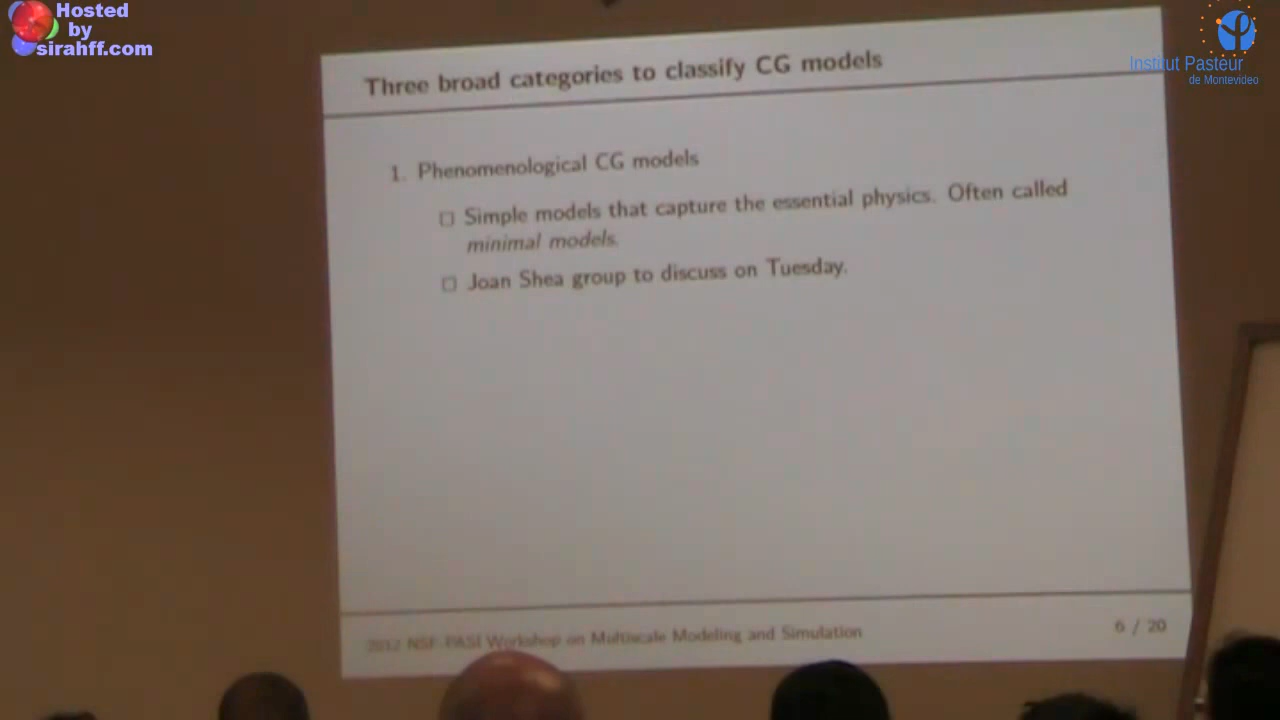 Hosted
by
sirahff.com
Institut Pasteur
de Montevideo
Three broad categories to classify CG models
1. Phenomenological CG models
Simple models that capture the essential physics. Often called
minimal models.
Joan Shea group to discuss on Tuesday.
2012 NSF-PASI Workshop on Multiscale Modeling and Simulation
6 / 20